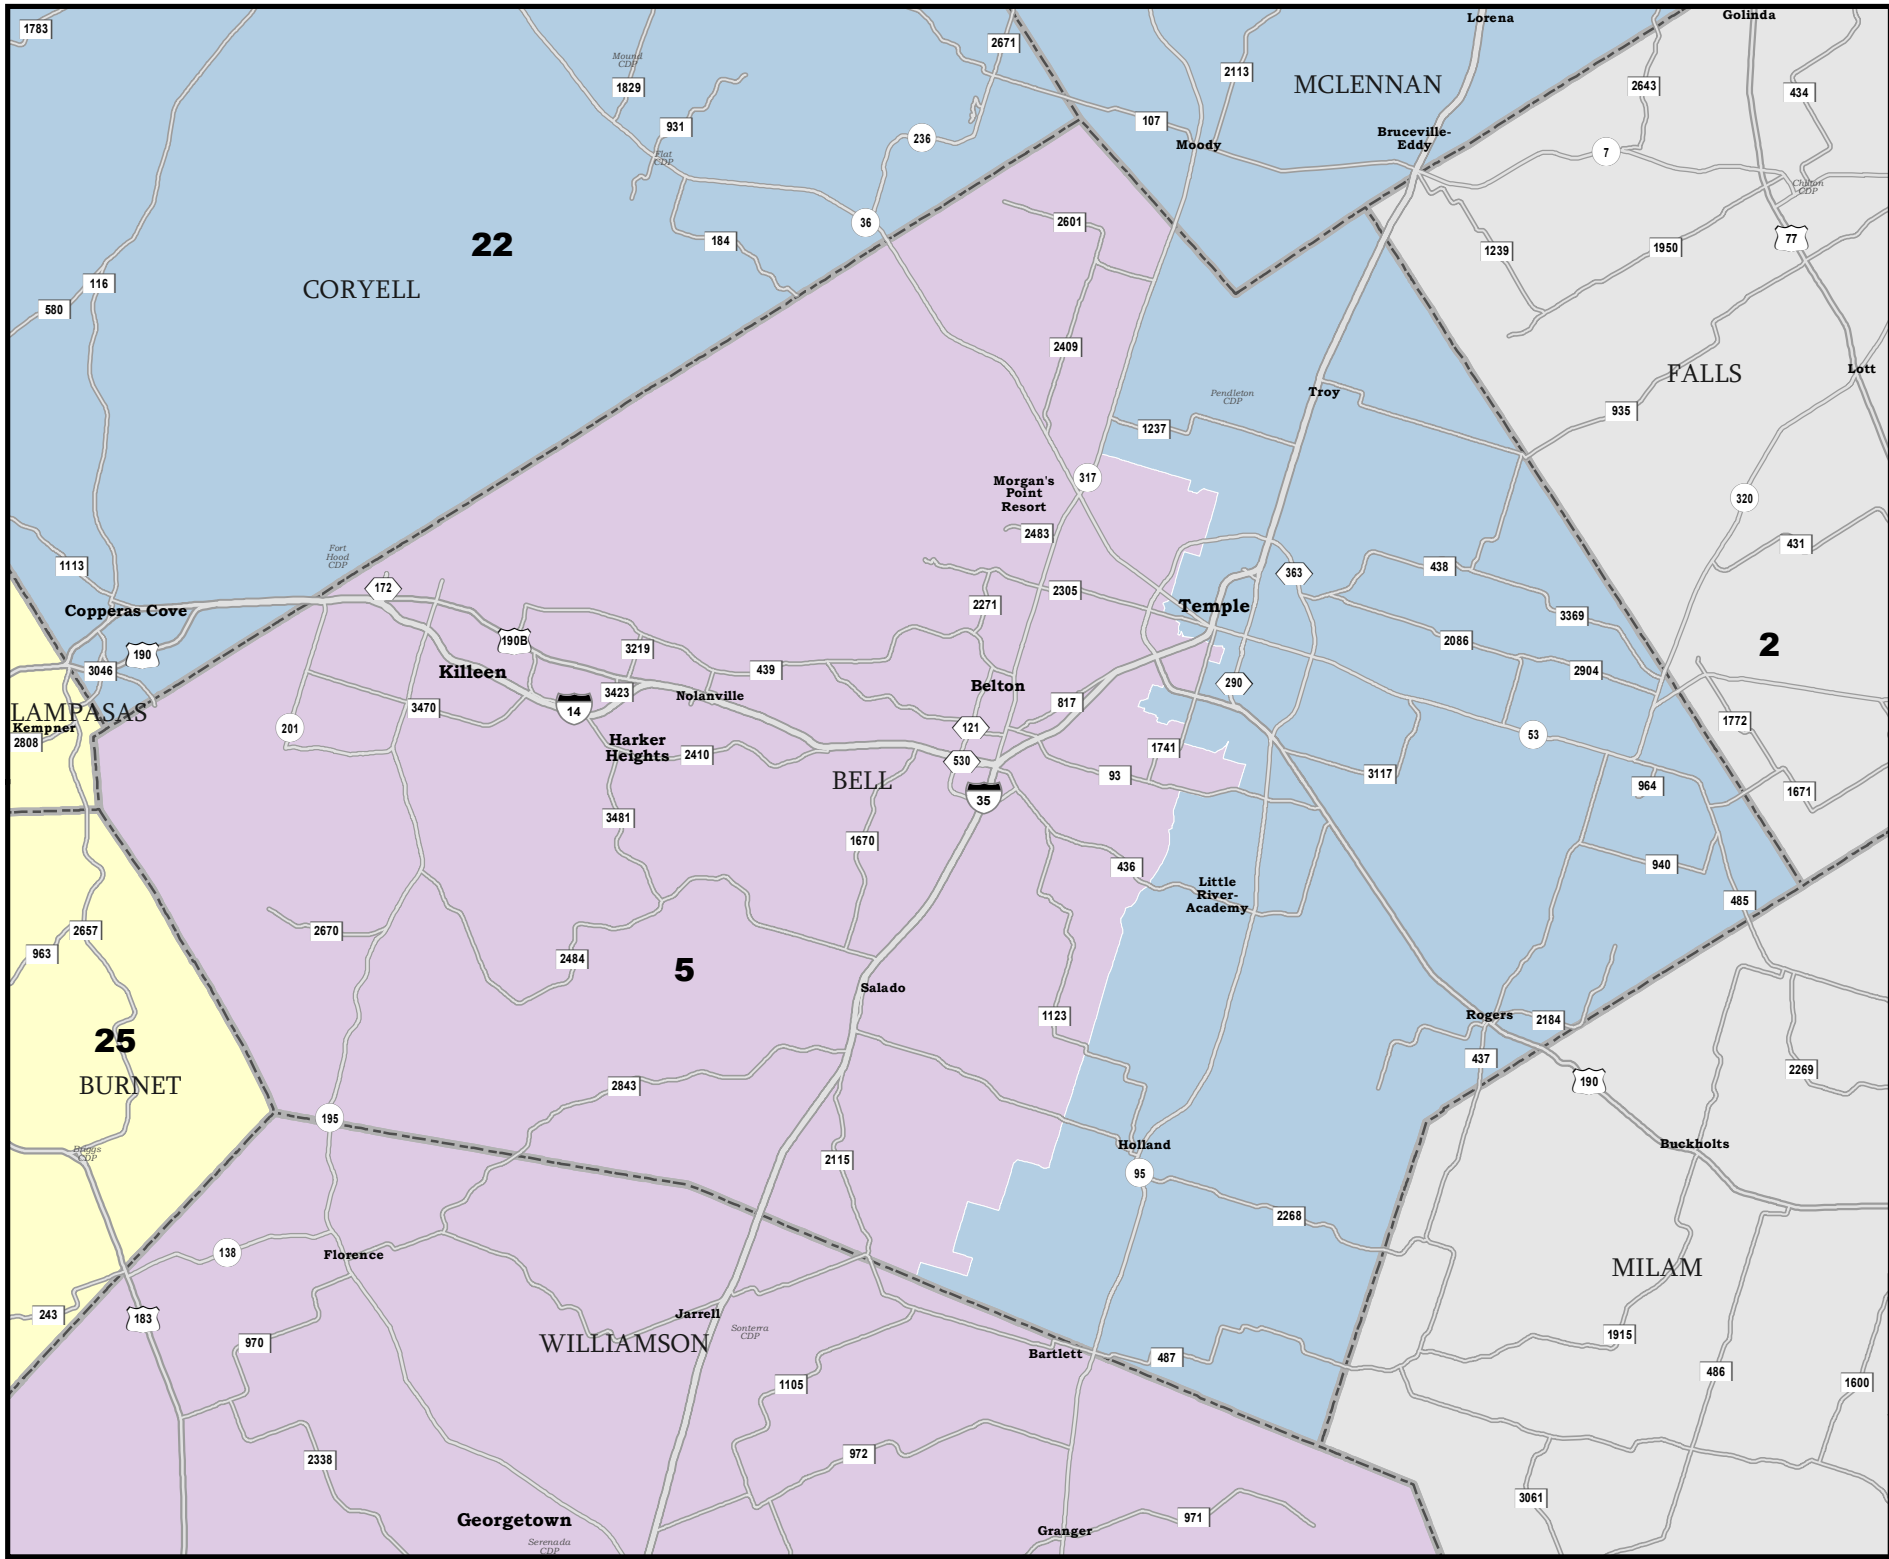 1783
Mound
CDP
1829
931
Flat
CDP
2671
236
36
184
22
CORYELL
116
580
1113
Fort
Hood
CDP
Lorena
Golinda
2113
MCLENNAN
107
Moody
Bruceville-
Eddy
2643
434
7
Chilton
CDP
77
1239
1950
2601
2409
FALLS
Lott
935
Pendleton
CDP
Troy
1237
317
Morgan's
Point
Resort
2483
320
431
438
363
Temple
3369
2086
2904
2
2305
2271
172
Copperas Cove
190
3046
190B
3219
439
Killeen
3423
14
Nolanville
3470
201
LAMPASAS
Kempner
2808
Harker
Heights
2410
Belton
817
121
530
35
BELL
290
1741
93
3117
53
1772
964
1671
3481
1670
436
Little
River-
Academy
940
485
2657
963
2670
2484
5
Salado
1123
25
BURNET
Rogers
2184
437
190
2269
2843
195
Briggs
CDP
2115
Holland
95
2268
Buckholts
MILAM
138
Florence
243
183
970
Jarrell
Sonterra
CDP
WILLIAMSON
Bartlett
487
1915
486
1600
1105
972
2338
3061
Georgetown
Serenada
CDP
Granger
971